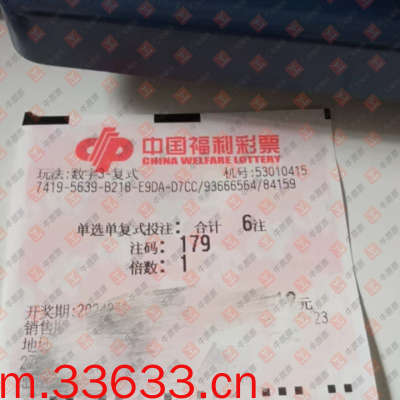 中国福利彩票
CHINA WELFARE LOTTERY
玩法:数字3-复式 机号:53010415
7419-5639-B218-E9DA-D7CC/93666564/84159
单选单复式投注: 合计 6注
注码: 179
倍数: 1
开奖期:2024
元
销售 23
地址
m.33633.cn